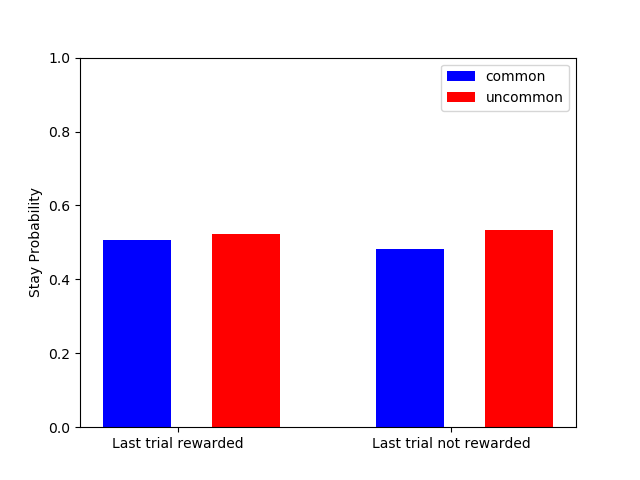 1.0
0.8
0.6
0.4
0.2
0.0
Stay Probability
common
uncommon
Last trial rewarded
Last trial not rewarded